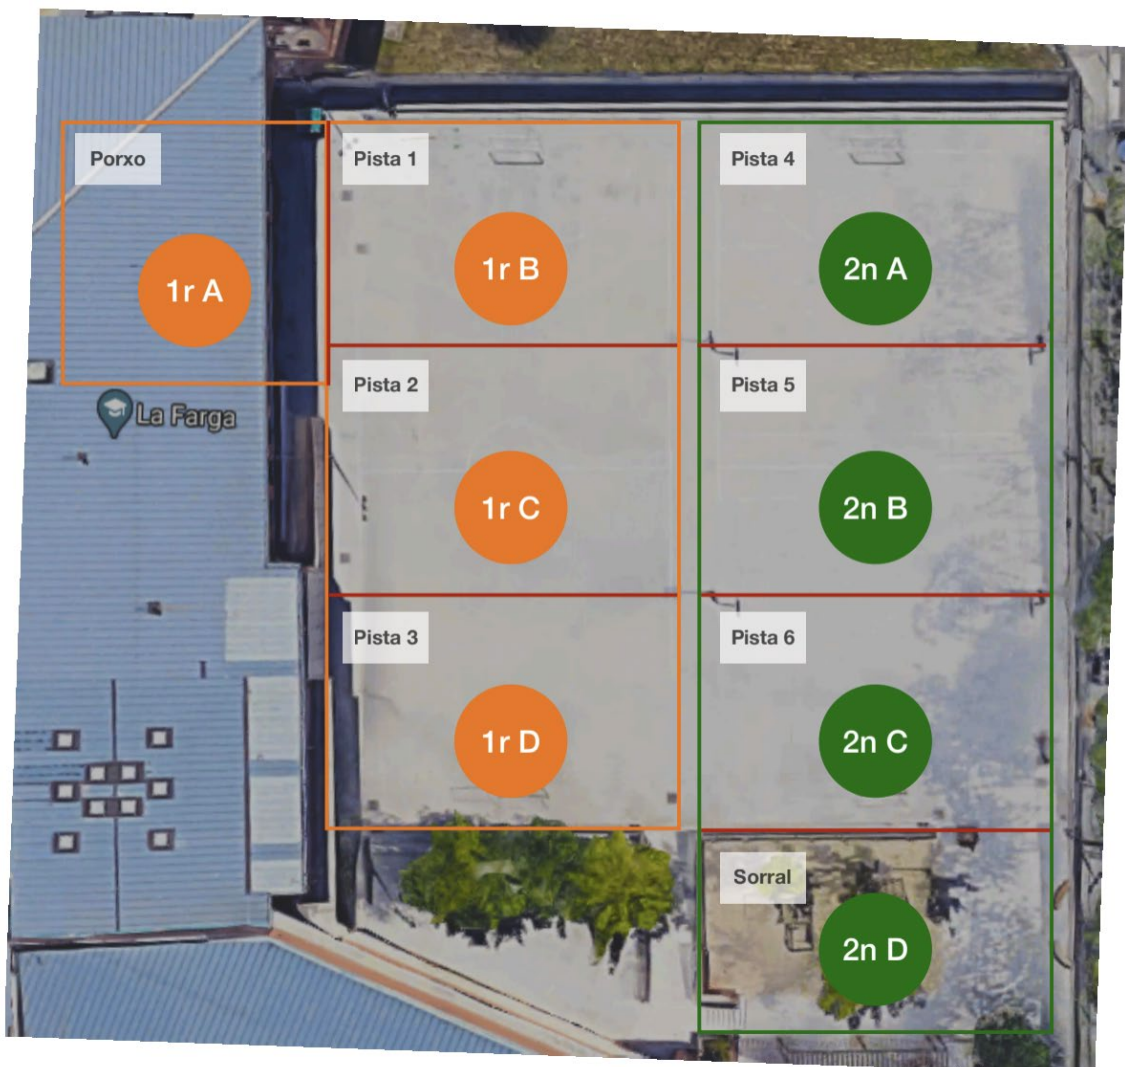 Porxo
Pista 1
Pista 4
1r A
1r B
2n A
Pista 2
Pista 5
La Farga
1r C
2n B
Pista 3
Pista 6
1r D
2n C
Sorral
2n D